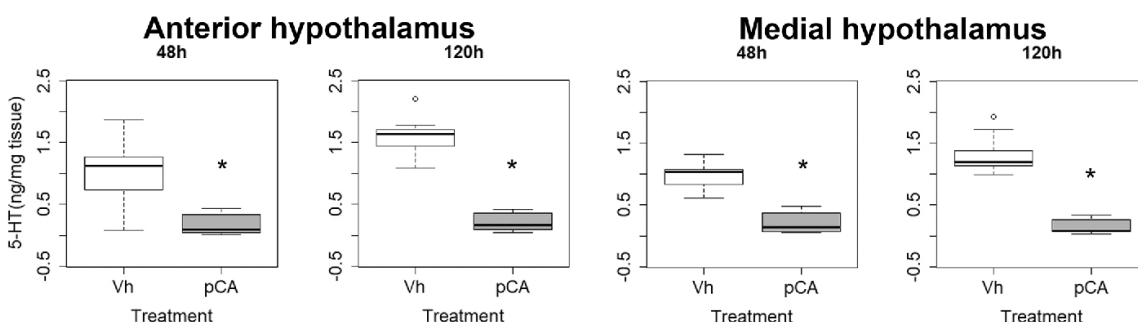 Anterior hypothalamus
Medial hypothalamus
48h
120h
48h
120h
5-HT(ng/mg tissue)
2.5
1.5
0.5
-0.5
*
Vh
pCA
Treatment
2.5
1.5
0.5
-0.5
*
Vh
pCA
Treatment
2.5
1.5
0.5
-0.5
*
Vh
pCA
Treatment
2.5
1.5
0.5
-0.5
*
Vh
pCA
Treatment